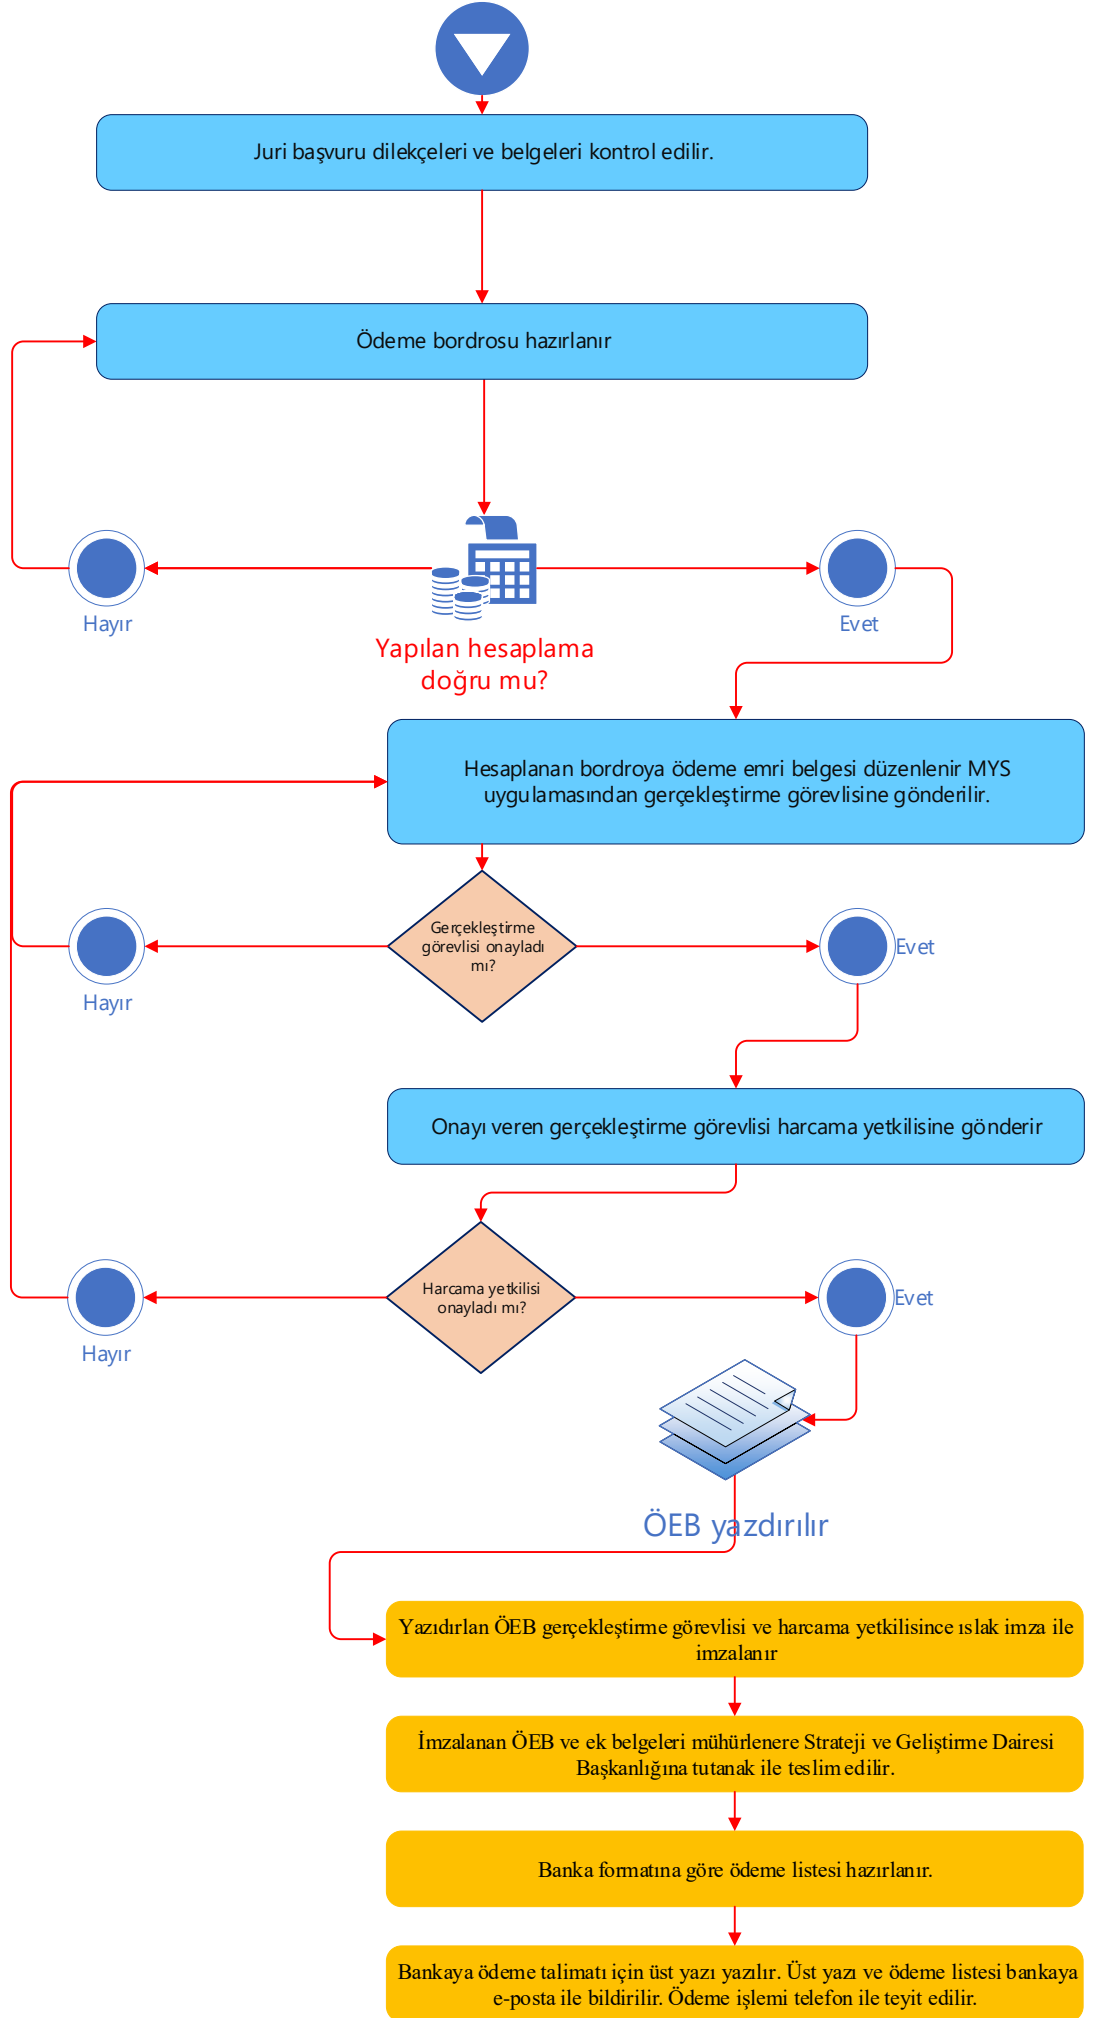 Juri başvuru dilekçeleri ve belgeleri kontrol edilir.
Ödeme bordrosu hazırlanır
Hayır
Evet
Yapılan hesaplama
doğru mu?
Hesaplanan bordroya ödeme emri belgesi düzenlenir MYS
uygulamasından gerçekleştirme görevlisine gönderilir.
Gerçekleştirme
görevlisi onayladı
mı?
Evet
Hayır
Onayı veren gerçekleştirme görevlisi harcama yetkilisine gönderir
Harcama yetkilisi
onayladı mı?
Evet
Hayır
ÖEB yazdırılır
Yazıdırlan ÖEB gerçekleştirme görevlisi ve harcama yetkilisince ıslak imza ile
imzalanır
İmzalanan ÖEB ve ek belgeleri mühürlenere Strateji ve Geliştirme Dairesi
Başkanlığına tutanak ile teslim edilir.
Banka formatına göre ödeme listesi hazırlanır.
Bankaya ödeme talimatı için üst yazı yazılır. Üst yazı ve ödeme listesi bankaya
e-posta ile bildirilir. Ödeme işlemi telefon ile teyit edilir.